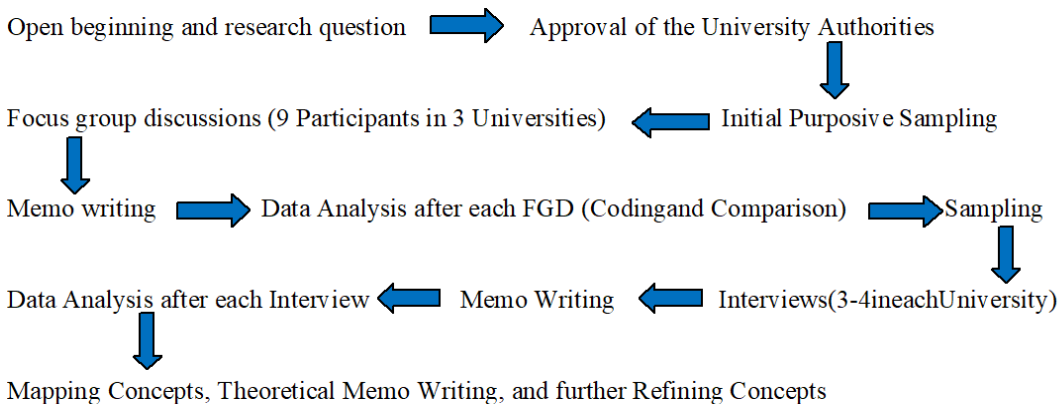 Open beginning and research question Approval of the University Authorities
Focus group discussions (9 Participants in 3 Universities) Initial Purposive Sampling
Memo writing Data Analysis after each FGD (Codingand Comparison) Sampling
Data Analysis after each Interview Memo Writing Interviews(3-4ineachUniversity)
Mapping Concepts, Theoretical Memo Writing, and further Refining Concepts